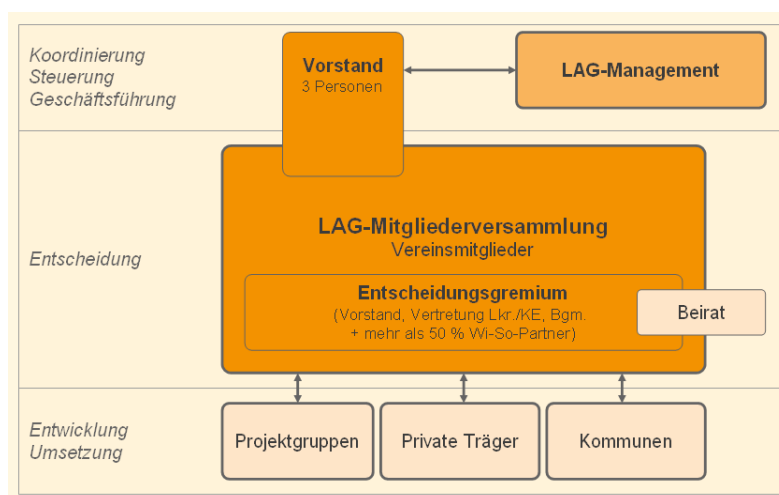 Koordinierung
Steuerung
Geschäftsführung
Vorstand
3 Personen
LAG-Management
Entscheidung
LAG-Mitgliederversammlung
Vereinsmitglieder
Entscheidungsgremium
(Vorstand, Vertretung Lkr./KE, Bgm.
+ mehr als 50 % Wi-So-Partner)
Beirat
Entwicklung
Umsetzung
Projektgruppen
Private Träger
Kommunen